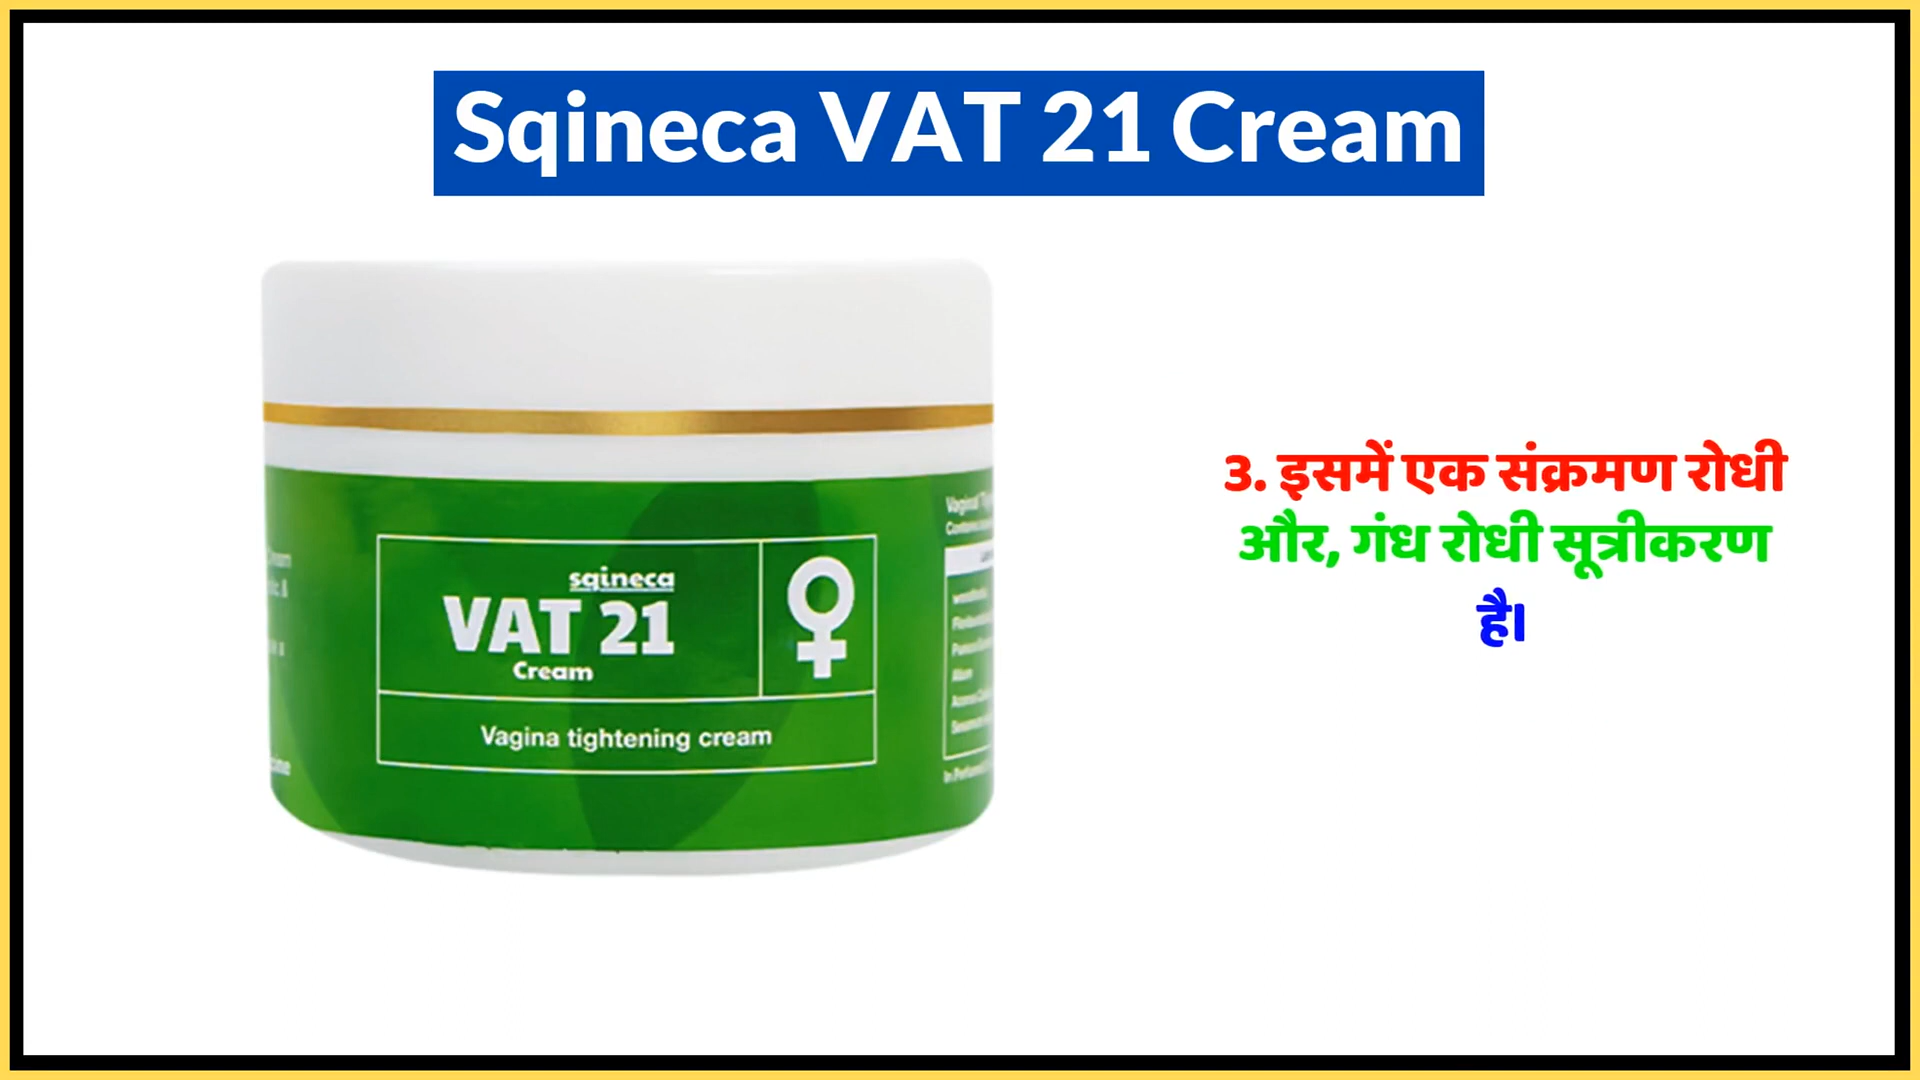 Sqineca VAT 21 Cream
sqineca
VAT 21
Cream
Vagina tightening cream
3. इसमें एक संक्रमण रोधी
और, गंध रोधी सूत्रीकरण
है।